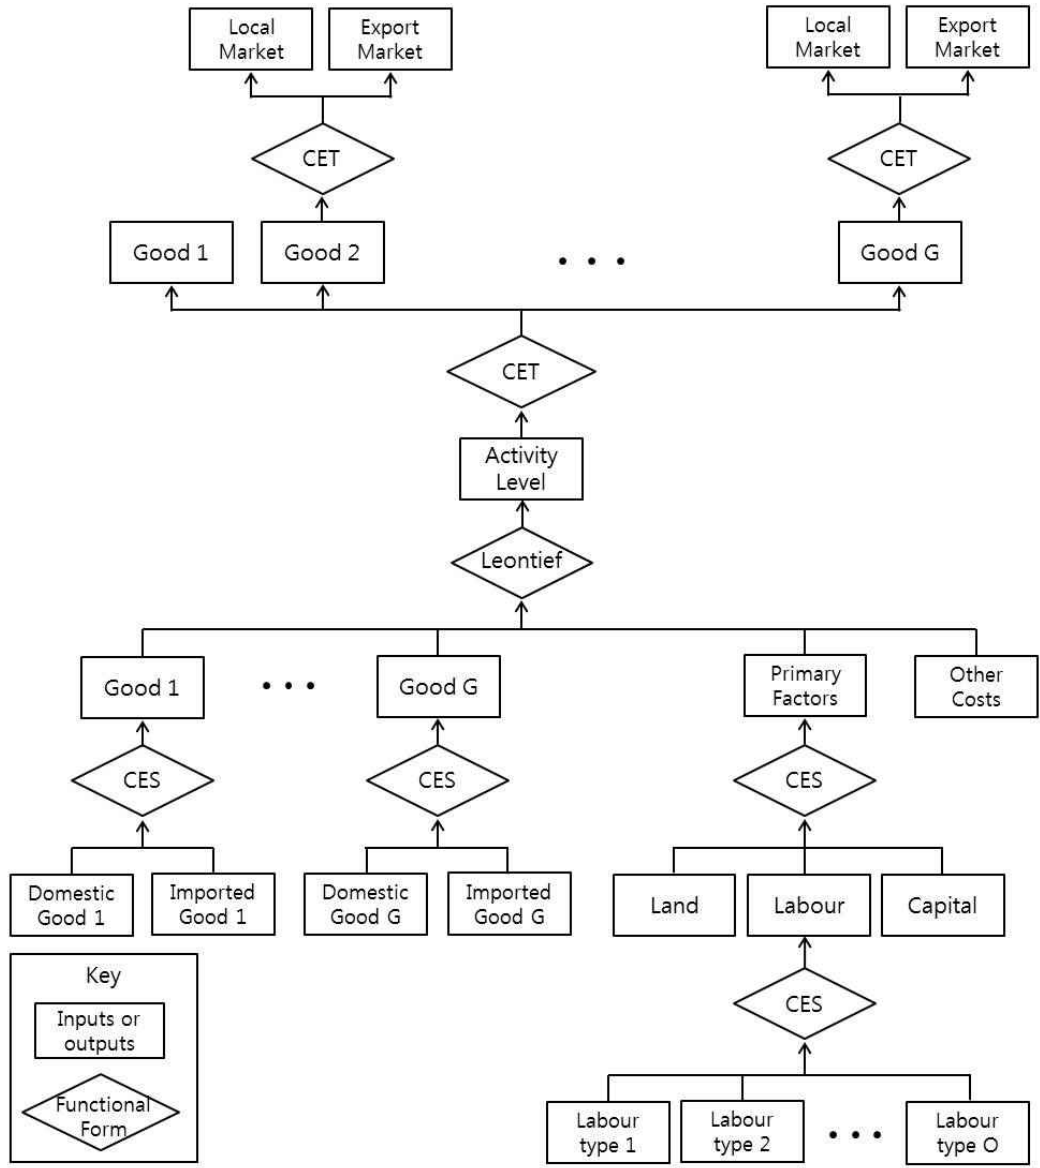 Local
Market
Export
Market
Local
Market
Export
Market
CET
CET
Good 1
Good 2
• • •
Good G
CET
Activity
Level
Leontief
Good 1
• • •
Good G
Primary
Factors
Other
Costs
CES
CES
CES
Domestic
Good 1
Imported
Good 1
Domestic
Good G
Imported
Good G
Land
Labour
Capital
Key
Inputs or
outputs
Functional
Form
CES
Labour
type 1
Labour
type 2
• • •
Labour
type O